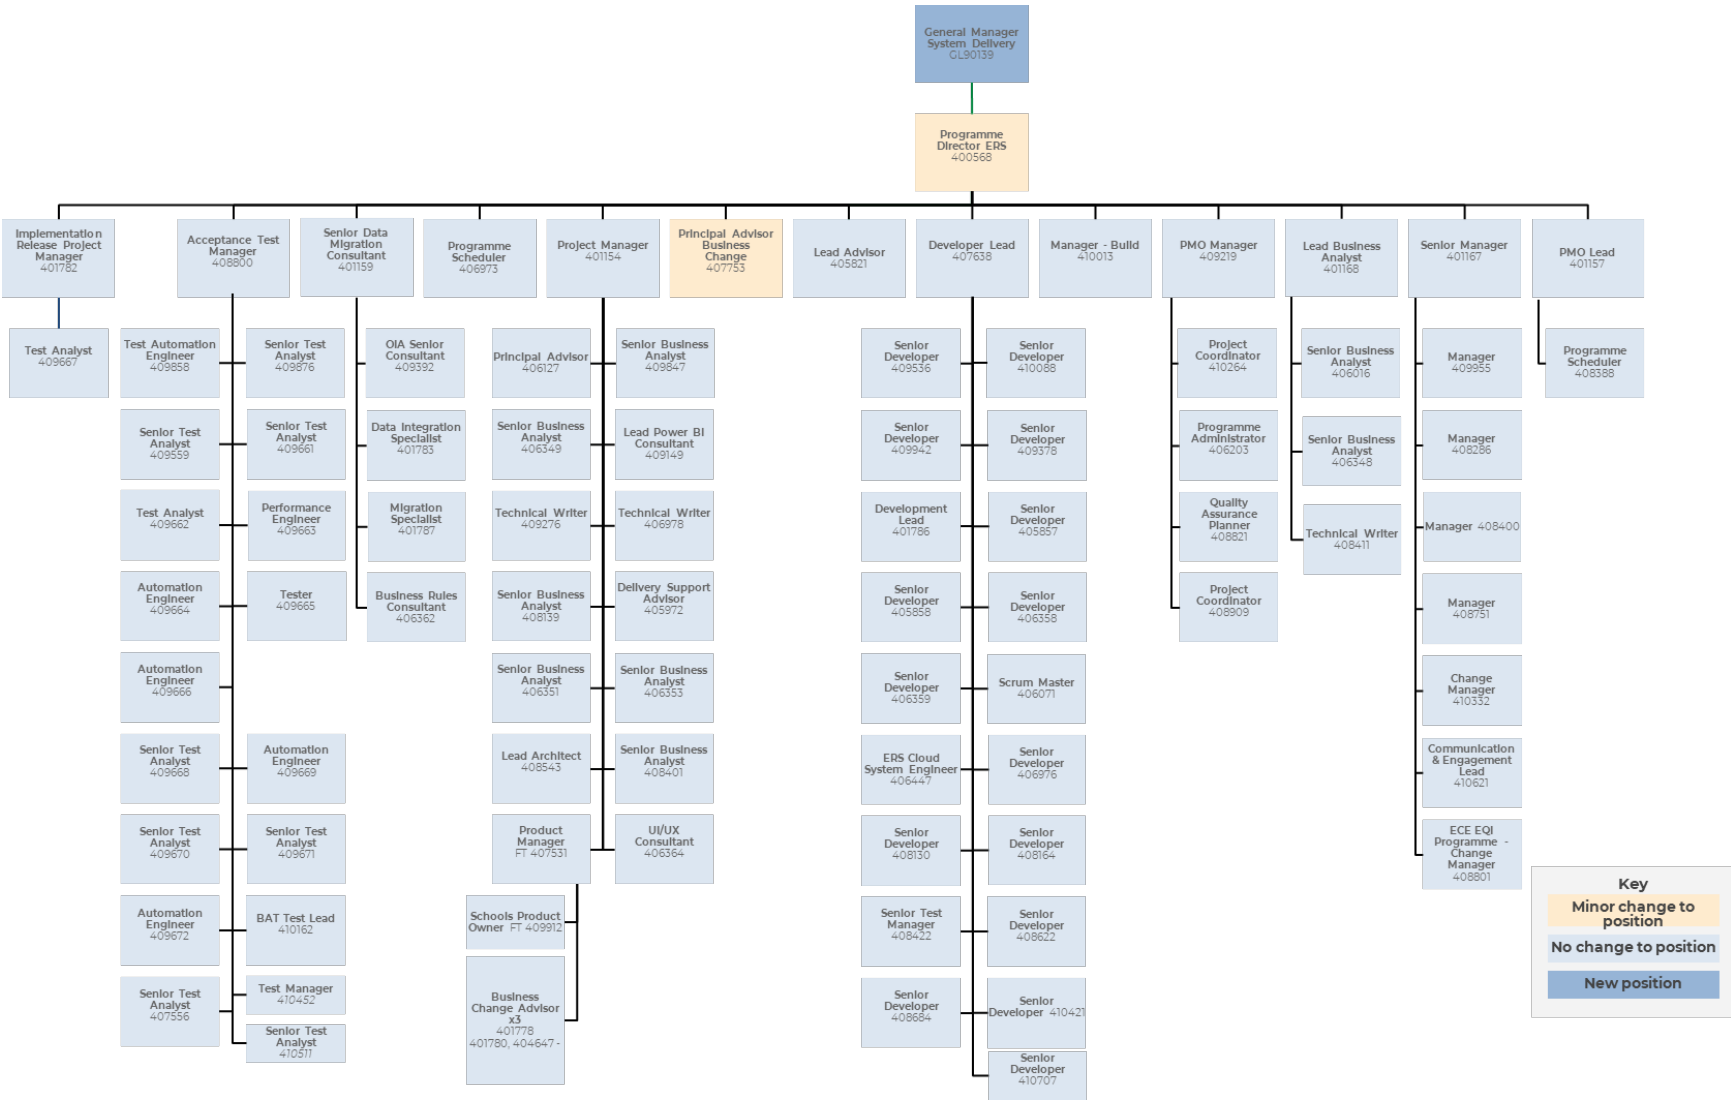 General Manager
System Delivery
GL90139
Programme
Director ERS
400568
Implementation
Release Project
Manager
401782
Acceptance Test
Manager
408800
Senior Data
Migration
Consultant
401159
Programme
Scheduler
406973
Project Manager
401154
Principal Advisor
Business
Change
407753
Lead Advisor
405821
Developer Lead
407638
Manager - Build
410013
PMO Manager
409219
Lead Business
Analyst
401168
Senior Manager
401167
PMO Lead
401157
Test Analyst
409667
Test Automation
Engineer
409858
Senior Test
Analyst
409876
Senior Test
Analyst
409559
Senior Test
Analyst
409661
Test Analyst
409662
Performance
Engineer
409663
Automation
Engineer
409664
Tester
409665
Automation
Engineer
409666
Senior Test
Analyst
409668
Automation
Engineer
409669
Senior Test
Analyst
409670
Senior Test
Analyst
409671
Automation
Engineer
409672
BAT Test Lead
410162
Senior Test
Analyst
407556
Test Manager
410452
Senior Test
Analyst
410511
OIA Senior
Consultant
409392
Data Integration
Specialist
401783
Migration
Specialist
401787
Business Rules
Consultant
406362
Principal Advisor
406127
Senior Business
Analyst
409847
Senior Business
Analyst
406349
Lead Power BI
Consultant
409149
Technical Writer
409276
Technical Writer
406978
Senior Business
Analyst
408139
Delivery Support
Advisor
405972
Senior Business
Analyst
406351
Senior Business
Analyst
406353
Lead Architect
408543
Senior Business
Analyst
408401
Product
Manager
FT 407531
UI/UX
Consultant
406364
Schools Product
Owner FT 409912
Business
Change Advisor
x3
401778
401780, 404647 -
Senior
Developer
409536
Senior
Developer
410088
Senior
Developer
409942
Senior
Developer
409378
Development
Lead
401786
Senior
Developer
405857
Senior
Developer
405858
Senior
Developer
406358
Senior
Developer
406359
Scrum Master
406071
ERS Cloud
System Engineer
406447
Senior
Developer
406976
Senior
Developer
408130
Senior
Developer
408164
Senior Test
Manager
408422
Senior
Developer
408622
Senior
Developer
408684
Senior
Developer 410421
Senior
Developer
410707
Project
Coordinator
410264
Programme
Administrator
406203
Quality
Assurance
Planner
408821
Project
Coordinator
408909
Senior Business
Analyst
406016
Senior Business
Analyst
406348
Technical Writer
408411
Manager
409955
Manager
408286
Manager 408400
Manager
408751
Change
Manager
410332
Communication
& Engagement
Lead
410621
ECE EQI
Programme -
Change
Manager
408801
Programme
Scheduler
408388
Key
Minor change to
position
No change to position
New position